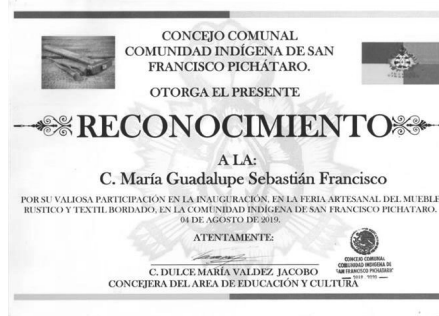 CONCEJO COMUNAL
COMUNIDAD INDÍGENA DE SAN
FRANCISCO PICHÁTARO.
OTORGA EL PRESENTE
RECONOCIMIENTO
A LA:
C. María Guadalupe Sebastián Francisco
POR SU VALIOSA PARTICIPACIÓN EN LA INAUGURACIÓN, EN LA FERIA ARTESANAL DEL MUEBLE
RUSTICO Y TEXTIL BORDADO, EN LA COMUNIDAD INDÍGENA DE SAN FRANCISCO PICHATARO.
04 DE AGOSTO DE 2019.
ATENTAMENTE:
C. DULCE MARÍA VALDEZ JACOBO
CONCEJERA DEL AREA DE EDUCACIÓN Y CULTURA
CONCEJO COMUNAL
COMUNIDAD INDIGENA DE
"SAN FRANCISCO PICHATARO"